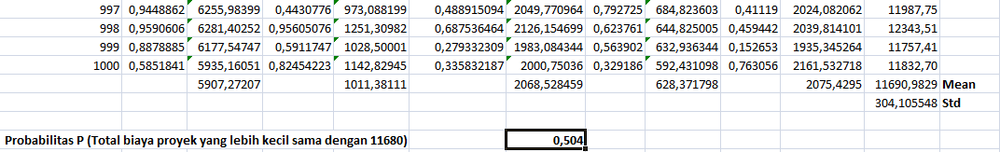 997 0,9448862 6255,98399 0,4430776 973,088199 0,488915094 2049,770964 0,792725 684,823603 0,41119 2024,082062 11987,75
998 0,9590606 6281,40252 0,95605076 1251,30982 0,687536464 2126,154699 0,623761 644,825005 0,459442 2039,814101 12343,51
999 0,8878885 6177,54747 0,5911747 1028,50001 0,279332309 1983,084344 0,563902 632,936344 0,152653 1935,345264 11757,41
1000 0,5851841 5935,16051 0,82454223 1142,82945 0,335832187 2000,75036 0,329186 592,431098 0,763056 2161,532718 11832,70
5907,27207 1011,38111 2068,528459 628,371798 2075,4295 11690,9829 Mean
304,105548 Std
Probabilitas P (Total biaya proyek yang lebih kecil sama dengan 11680) 0,504